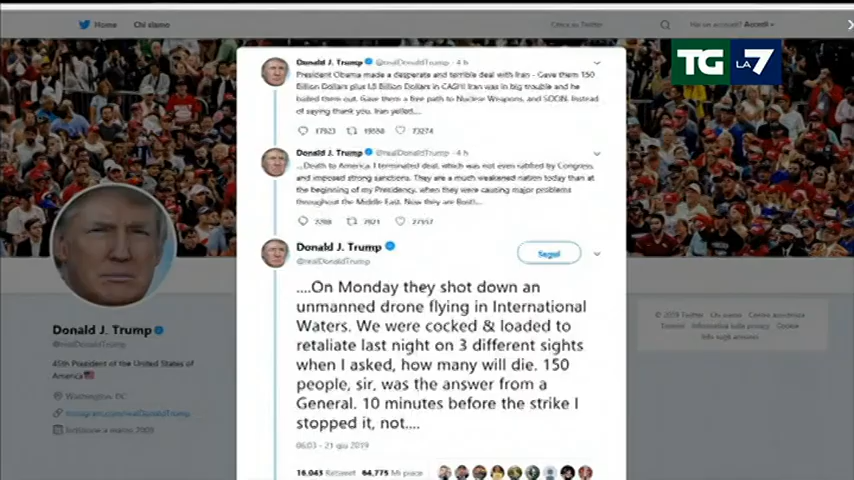 Home Chi siamo Cerca su Twitter Hai un account? Accedi
TG LA 7
Donald J. Trump @realDonaldTrump · 4 h
President Obama made a desperate and terrible deal with Iran - Gave them 150
Billion Dollars plus 1.8 Billion Dollars in CASH! Iran was in big trouble and he
bailed them out. Gave them a free path to Nuclear Weapons, and SOON. Instead
of saying thank you, Iran yelled....
17823 19558 73274
Donald J. Trump @realDonaldTrump · 4 h
...Death to America. I terminated deal, which was not even ratified by Congress,
and imposed strong sanctions. They are a much weakened nation today than at
the beginning of my Presidency, when they were causing major problems
throughout the Middle East. Now they are Bust!...
Donald J. Trump
@realDonaldTrump
Segui
....On Monday they shot down an
unmanned drone flying in International
Waters. We were cocked & loaded to
retaliate last night on 3 different sights
when I asked, how many will die. 150
people, sir, was the answer from a
General. 10 minutes before the strike I
stopped it, not....
06:03 - 21 giu 2019
16.043 Retweet 64.775 Mi piace
Donald J. Trump
@realDonaldTrump
45th President of the United States of
America
Washington, DC
Instagram.com/realDonaldTrump
Iscrizione a marzo 2009
© 2019 Twitter Chi siamo Centro assistenza
Termini Informativa sulla privacy Cookie
Info sugli annunci